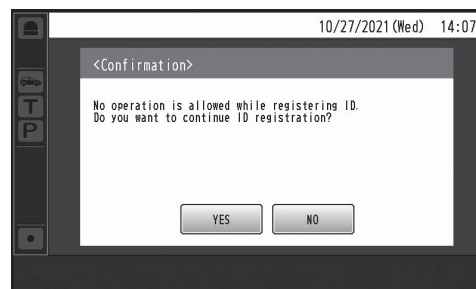 10/27/2021(Wed) 14:07
<Confirmation>
No operation is allowed while registering ID.
Do you want to continue ID registration?
T
P
YES NO